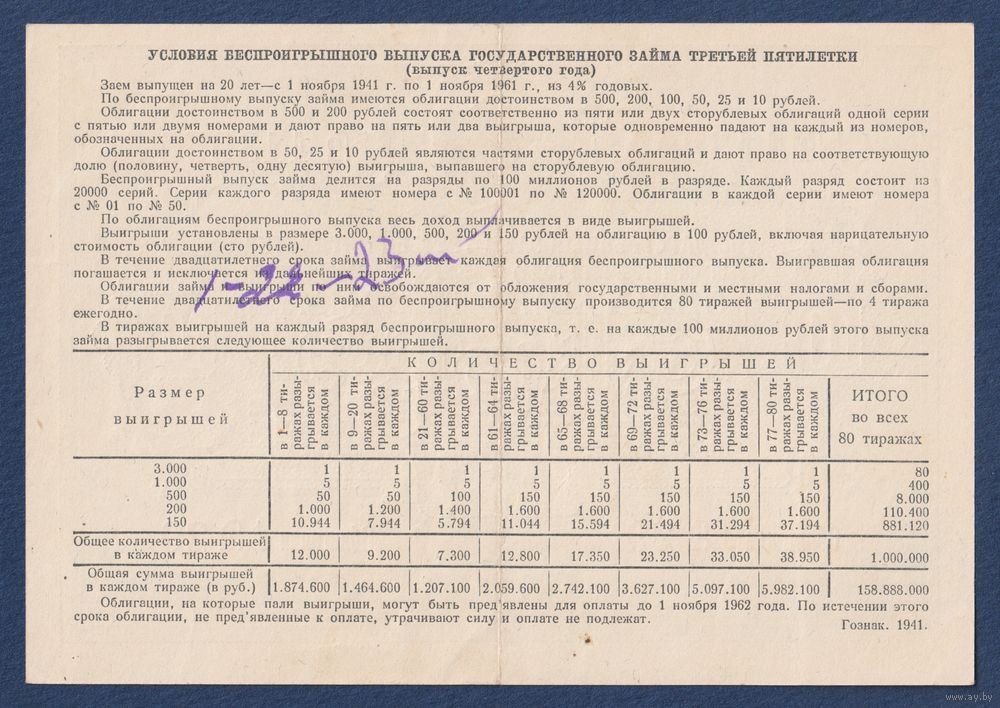 УСЛОВИЯ БЕСПРОИГРЫШНОГО ВЫПУСКА ГОСУДАРСТВЕННОГО ЗАЙМА ТРЕТЬЕЙ ПЯТИЛЕТКИ
(выпуск четвертого года)
Заем выпущен на 20 лет—с 1 ноября 1941 г. по 1 ноября 1961 г., из 4% годовых.
По беспроигрышному выпуску займа имеются облигации достоинством в 500, 200, 100, 50, 25 и 10 рублей.
Облигации достоинством в 500 и 200 рублей состоят соответственно из пяти или двух сторублевых облигаций одной серии
с пятью или двумя номерами и дают право на пять или два выигрыша, которые одновременно падают на каждый из номеров,
обозначенных на облигации.
Облигации достоинством в 50, 25 и 10 рублей являются частями сторублевых облигаций и дают право на соответствующую
долю (половину, четверть, одну десятую) выигрыша, выпавшего на сторублевую облигацию.
Беспроигрышный выпуск займа делится на разряды по 100 миллионов рублей в разряде. Каждый разряд состоит из
20000 серий. Серии каждого разряда имеют номера с № 100001 по № 120000. Облигации в каждой серии имеют номера
с № 01 по № 50.
По облигациям беспроигрышного выпуска весь доход выплачивается в виде выигрышей.
Выигрыши установлены в размере 3.000, 1.000, 500, 200 и 150 рублей на облигацию в 100 рублей, включая нарицательную
стоимость облигации (сто рублей).
В течение двадцатилетнего срока займа выигрывает каждая облигация беспроигрышного выпуска. Выигравшая облигация
погашается и исключается из дальнейших тиражей.
Облигации займа и выигрыши по ним освобождаются от обложения государственными и местными налогами и сборами.
В течение двадцатилетнего срока займа по беспроигрышному выпуску производится 80 тиражей выигрышей—по 4 тиража
ежегодно.
В тиражах выигрышей на каждый разряд беспроигрышного выпуска, т. е. на каждые 100 миллионов рублей этого выпуска
займа разыгрывается следующее количество выигрышей.
Размер выигрышей
КОЛИЧЕСТВО ВЫИГРЫШЕЙ
в 1—8 тиражах разыгрывается в каждом
в 9—20 тиражах разыгрывается в каждом
в 21—60 тиражах разыгрывается в каждом
в 61—64 тиражах разыгрывается в каждом
в 65—68 тиражах разыгрывается в каждом
в 69—72 тиражах разыгрывается в каждом
в 73—76 тиражах разыгрывается в каждом
в 77—80 тиражах разыгрывается в каждом
ИТОГО
во всех
80 тиражах
3.000 1 1 1 1 1 1 1 1 80
1.000 5 5 5 5 5 5 5 5 400
500 50 50 100 150 150 150 150 150 8.000
200 1.000 1.200 1.400 1.600 1.600 1.600 1.600 1.600 110.400
150 10.944 7.944 5.794 11.044 15.594 21.494 31.294 37.194 881.120
Общее количество выигрышей
в каждом тираже 12.000 9.200 7.300 12.800 17.350 23.250 33.050 38.950 1.000.000
Общая сумма выигрышей
в каждом тираже (в руб.) 1.874.600 1.464.600 1.207.100 2.059.600 2.742.100 3.627.100 5.097.100 5.982.100 158.888.000
Облигации, на которые пали выигрыши, могут быть пред'явлены для оплаты до 1 ноября 1962 года. По истечении этого
срока облигации, не пред'явленные к оплате, утрачивают силу и оплате не подлежат.
Гознак. 1941.
www.ay.by